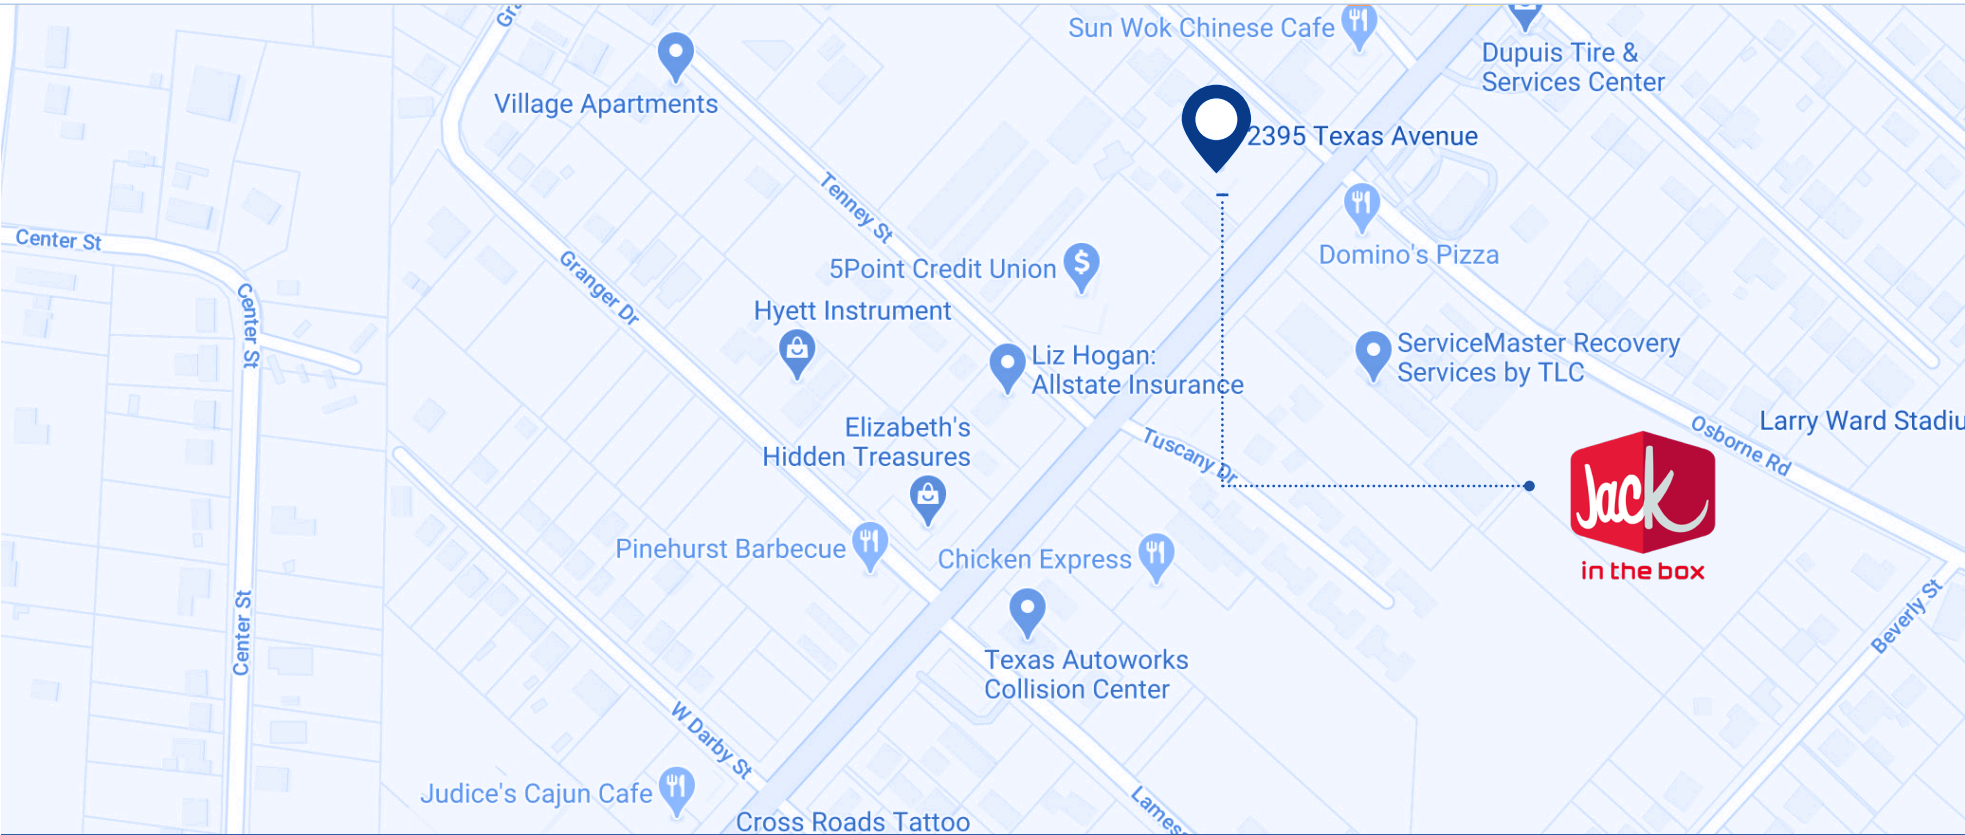 Gra
Sun Wok Chinese Cafe
Dupuis Tire &
Services Center
Village Apartments
2395 Texas Avenue
Tenney St
Center St
Domino's Pizza
5Point Credit Union
Granger Dr
Hyett Instrument
Center St
ServiceMaster Recovery
Services by TLC
Liz Hogan:
Allstate Insurance
Larry Ward Stadiu
Osborne Rd
Elizabeth's
Hidden Treasures
Tuscany Dr
Jack
in the box
Pinehurst Barbecue
Chicken Express
Center St
Beverly St
Texas Autoworks
Collision Center
W Darby St
Judice's Cajun Cafe
Lames
Cross Roads Tattoo